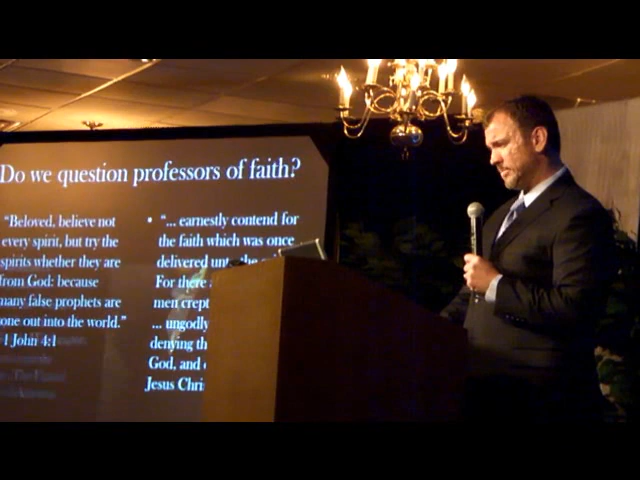 Do we question professors of faith?
“Beloved, believe not
every spirit, but try the
spirits whether they are
from God: because
many false prophets are
gone out into the world.”
1 John 4:1
• “... earnestly contend for
the faith which was once
delivered unto the
For there
men crept
... ungodly
denying
God, and
Jesus